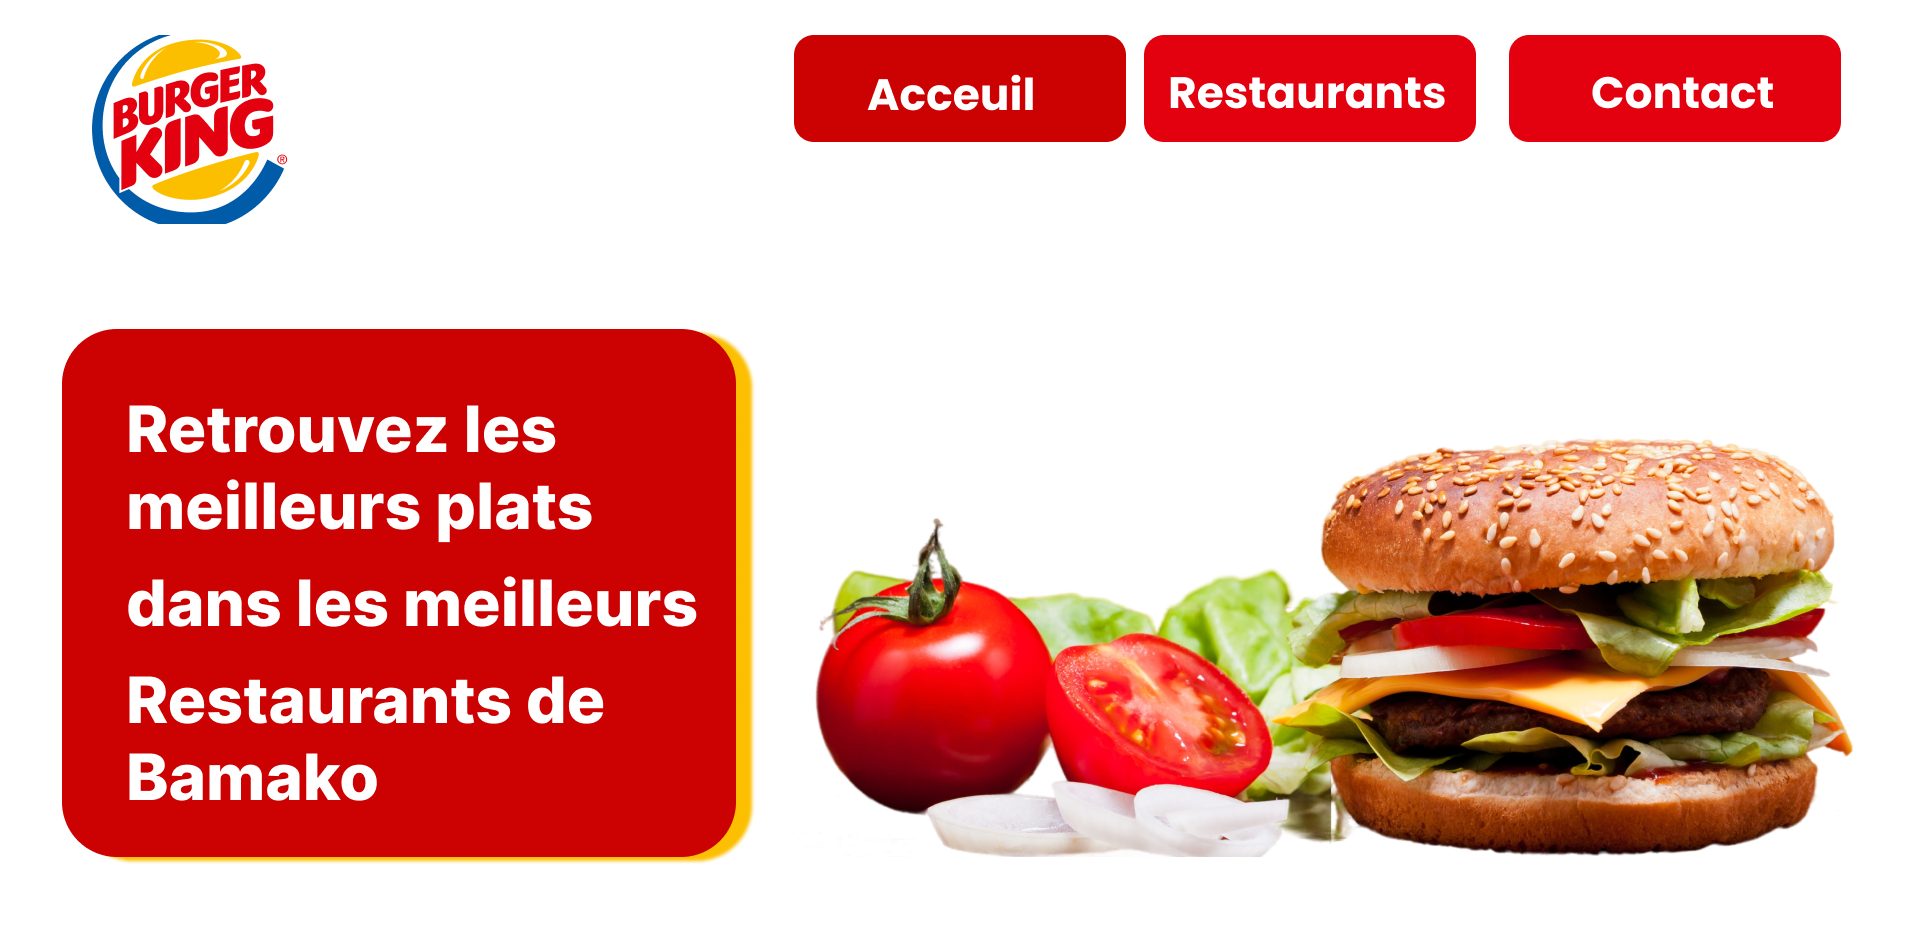 BURGER
KING
®
Acceuil
Restaurants
Contact
Retrouvez les
meilleurs plats
dans les meilleurs
Restaurants de
Bamako